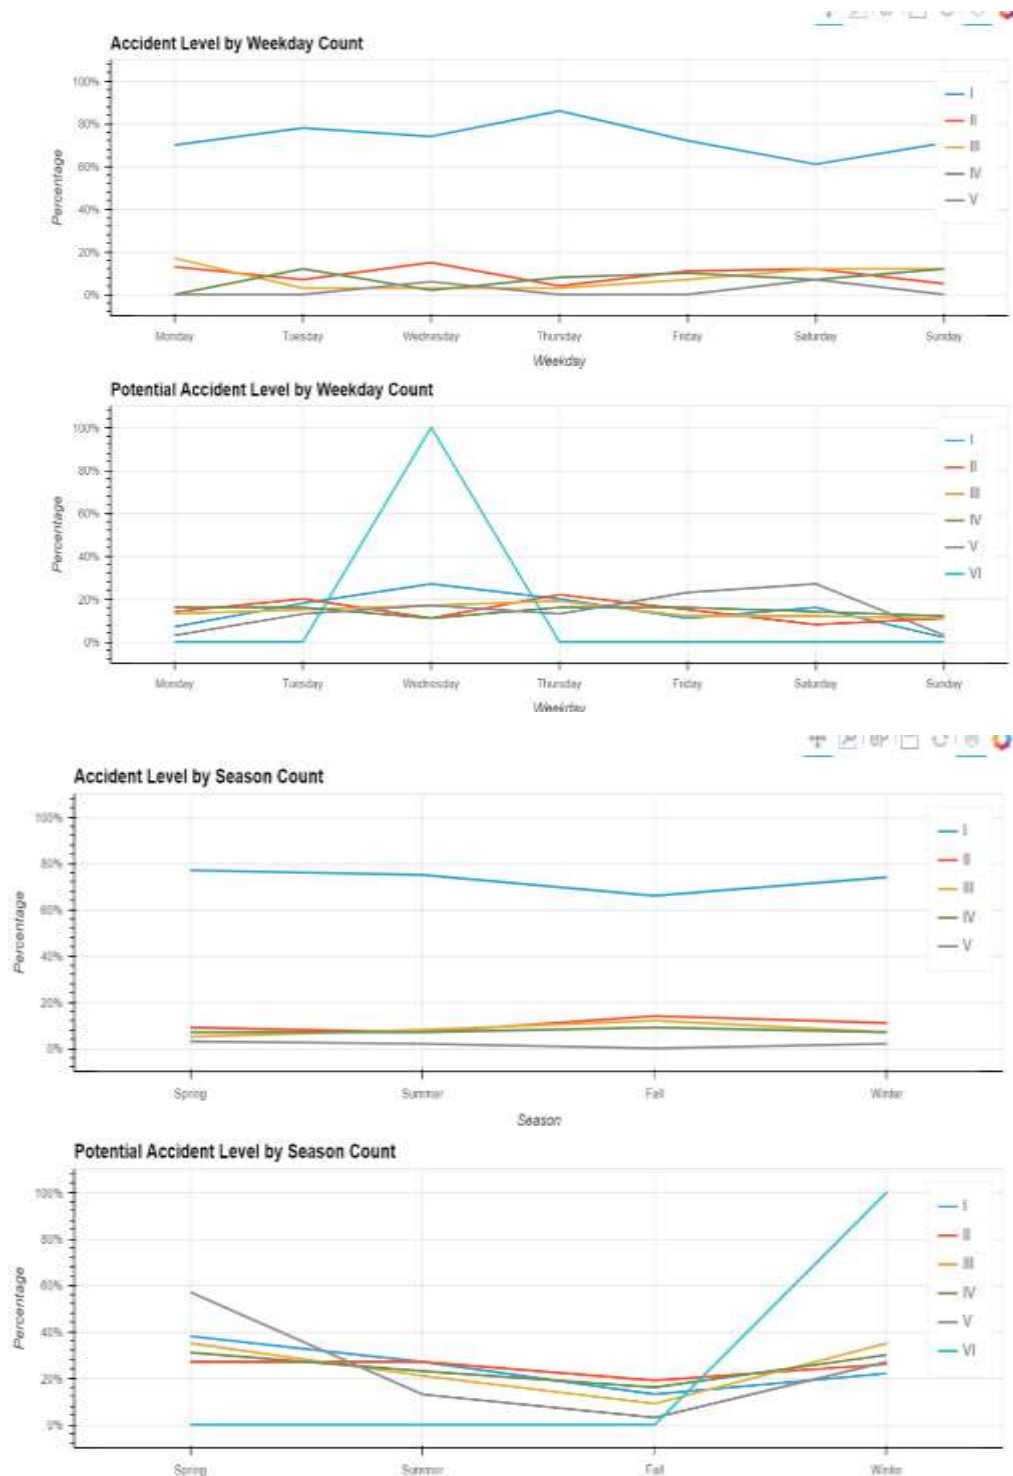 Accident Level by Weekday Count
100%
80%
60%
40%
20%
0%
Percentage
I
II
III
IV
V
Monday Tuesday Wednesday Thursday Friday Saturday Sunday
Weekday
Potential Accident Level by Weekday Count
100%
80%
60%
40%
20%
0%
Percentage
I
II
III
IV
V
VI
Monday Tuesday Wednesday Thursday Friday Saturday Sunday
Weekday
Accident Level by Season Count
100%
80%
60%
40%
20%
0%
Percentage
I
II
III
IV
V
Spring Summer Fall Winter
Season
Potential Accident Level by Season Count
100%
80%
60%
40%
20%
0%
Percentage
I
II
III
IV
V
VI
Spring Summer Fall Winter